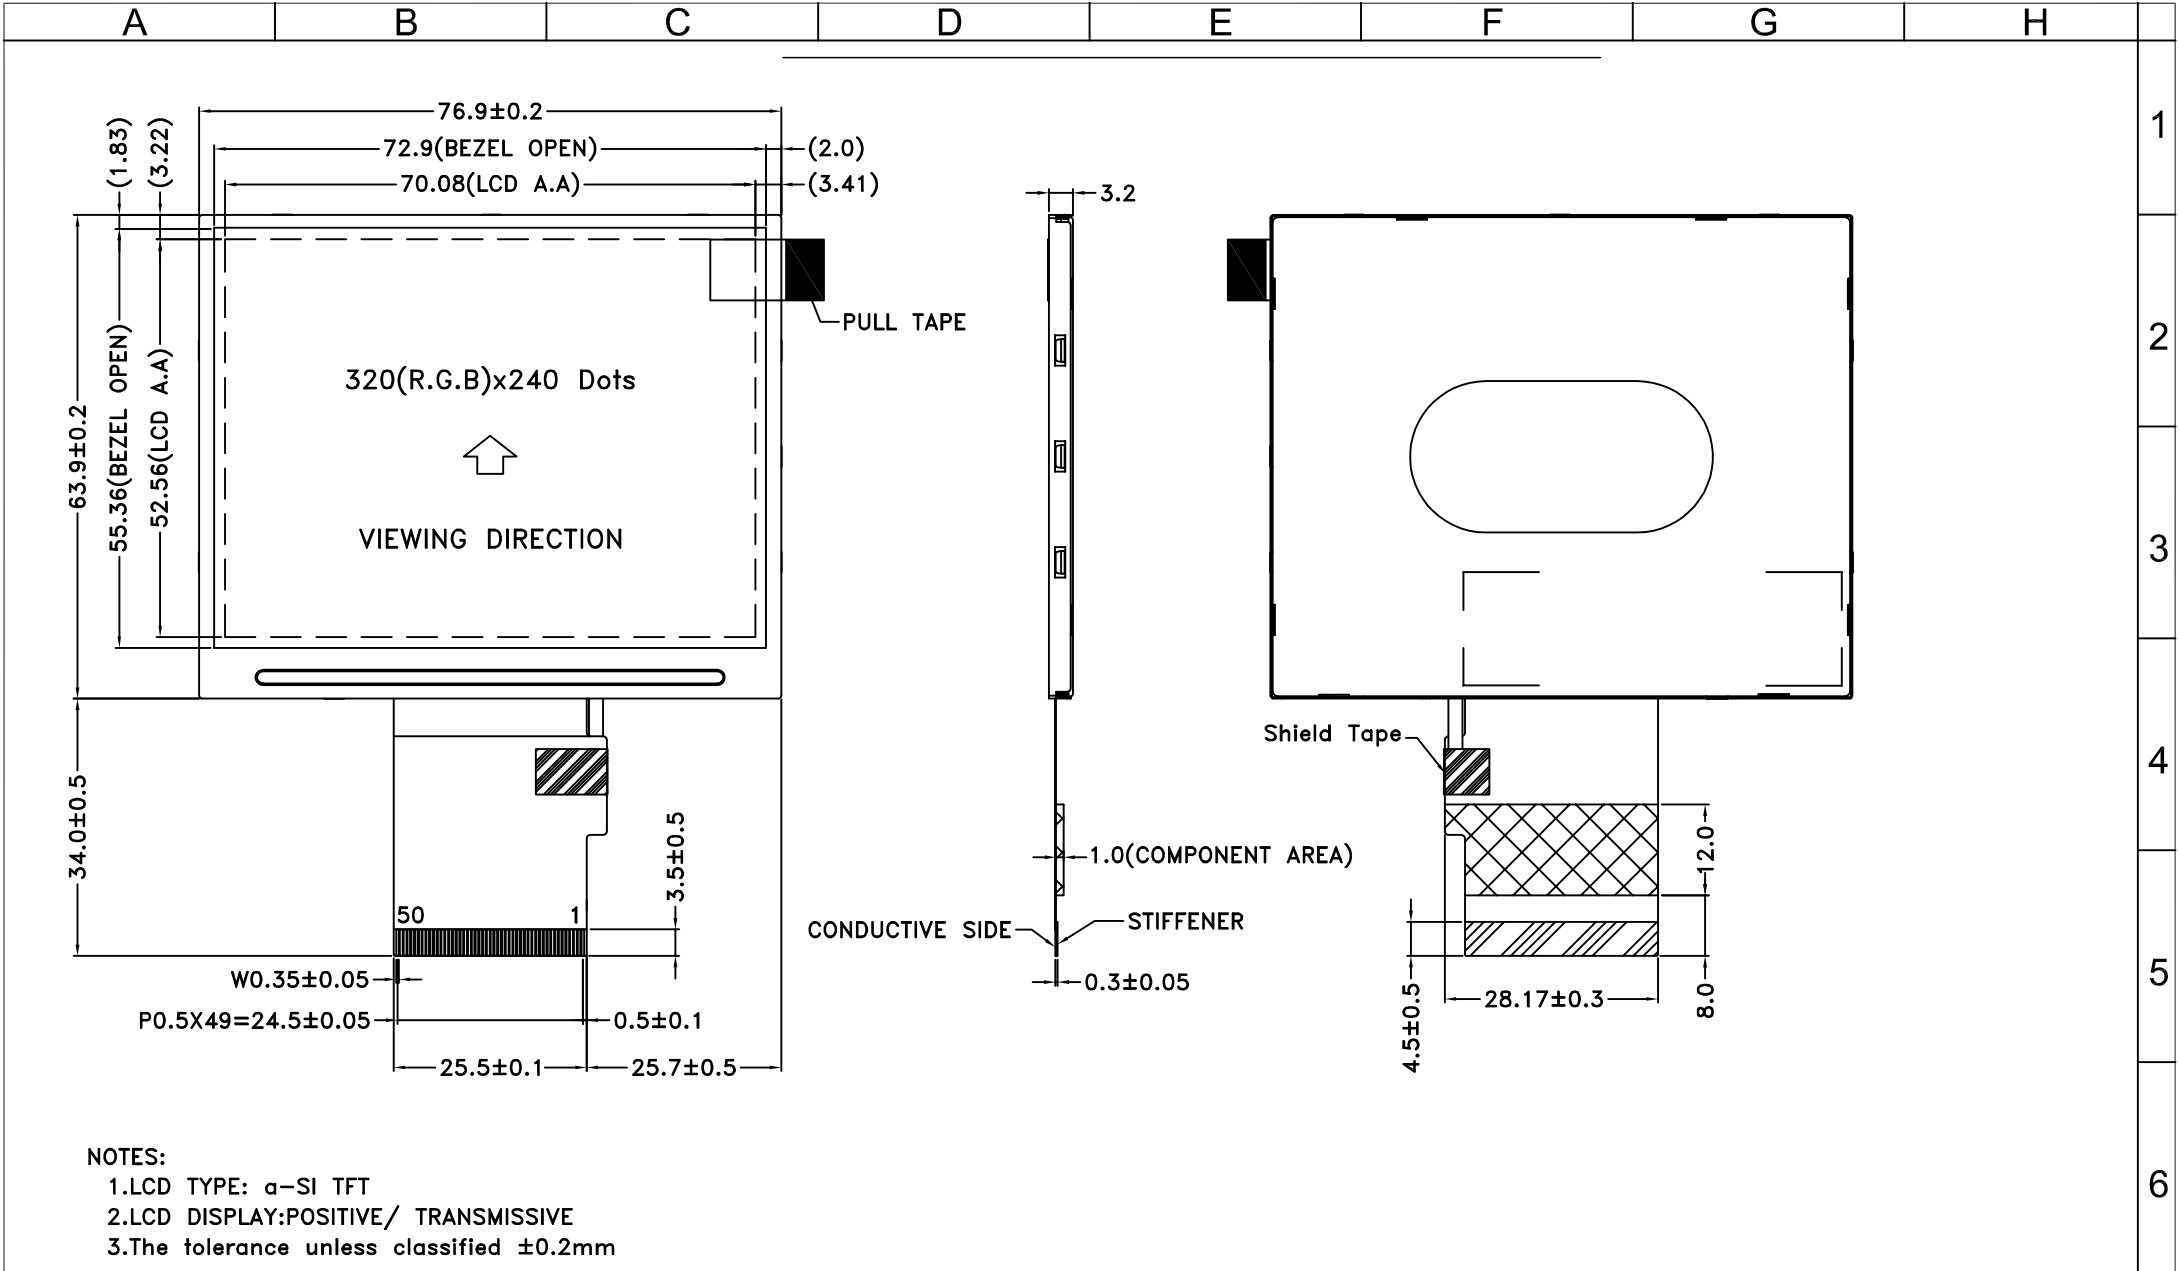 A B C D E F G H
1
76.9±0.2
72.9(BEZEL OPEN)
(2.0)
70.08(LCD A.A)
(3.41)
(1.83)
(3.22)
3.2
2
PULL TAPE
320(R.G.B)x240 Dots
63.9±0.2
55.36(BEZEL OPEN)
52.56(LCD A.A)
VIEWING DIRECTION
3
Shield Tape
4
34.0±0.5
3.5±0.5
1.0(COMPONENT AREA)
12.0
50 1
CONDUCTIVE SIDE
STIFFENER
5
W0.35±0.05
0.3±0.05
4.5±0.5
28.17±0.3
8.0
P0.5X49=24.5±0.05
0.5±0.1
25.5±0.1
25.7±0.5
NOTES:
1.LCD TYPE: a-SI TFT
6
2.LCD DISPLAY:POSITIVE/ TRANSMISSIVE
3.The tolerance unless classified ±0.2mm